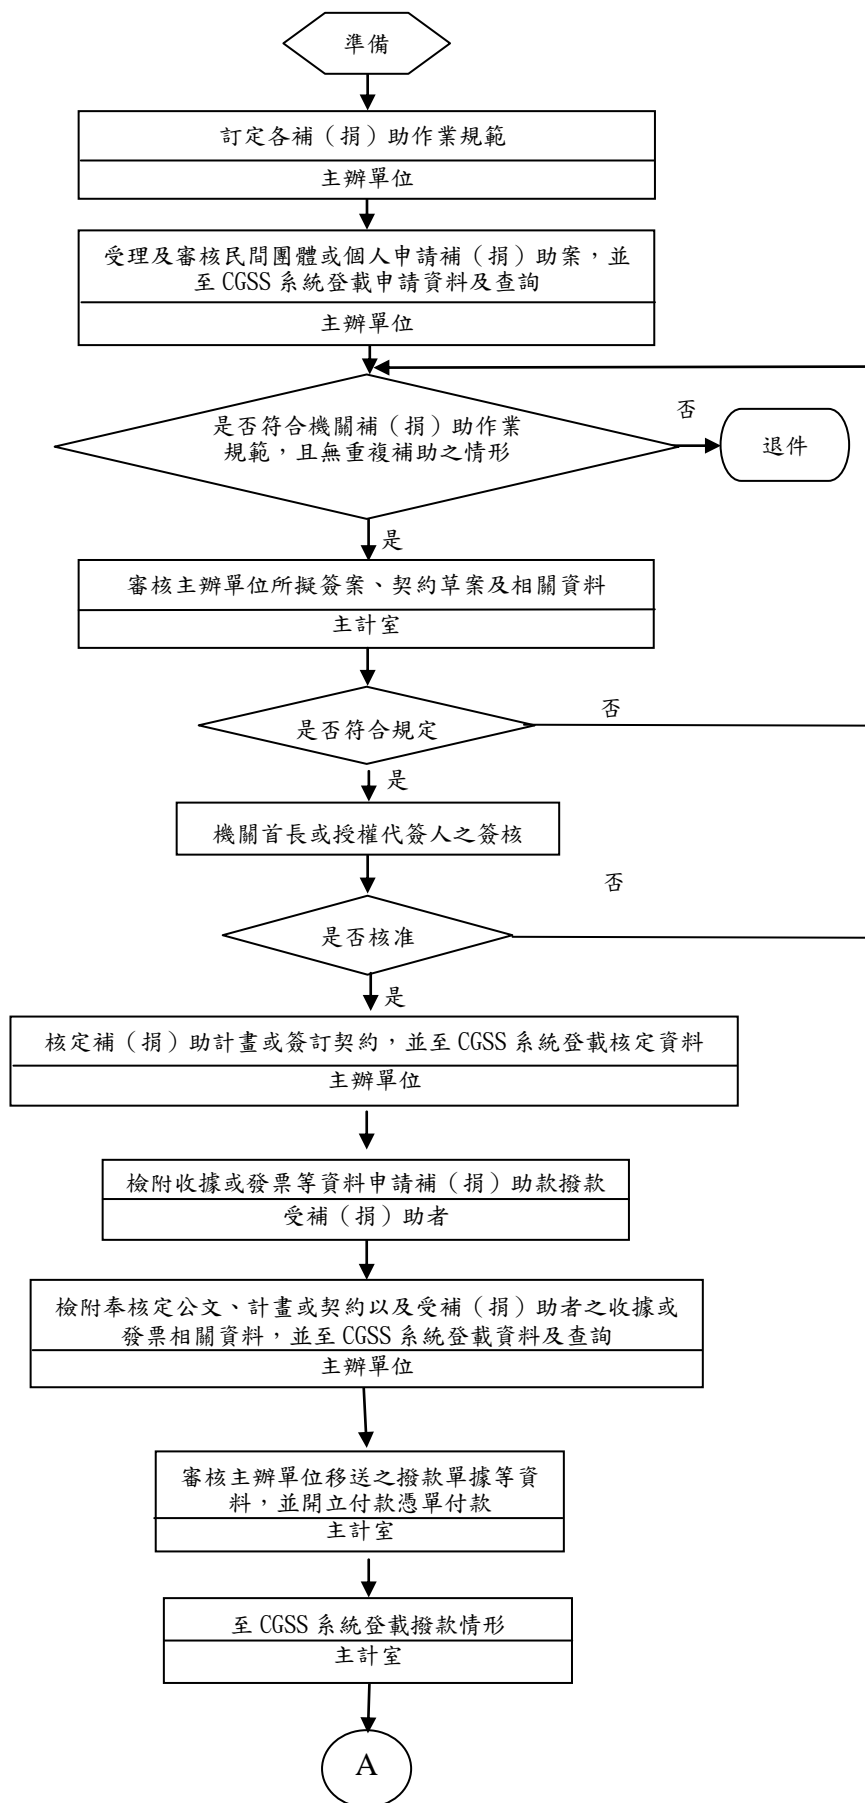 準備
訂定各補（捐）助作業規範
主辦單位
受理及審核民間團體或個人申請補（捐）助案，並
至 CGSS 系統登載申請資料及查詢
主辦單位
是否符合機關補（捐）助作業
規範，且無重複補助之情形
否
退件
是
審核主辦單位所擬簽案、契約草案及相關資料
主計室
是否符合規定
否
是
機關首長或授權代簽人之簽核
是否核准
否
是
核定補（捐）助計畫或簽訂契約，並至 CGSS 系統登載核定資料
主辦單位
檢附收據或發票等資料申請補（捐）助款撥款
受補（捐）助者
檢附奉核定公文、計畫或契約以及受補（捐）助者之收據或
發票相關資料，並至 CGSS 系統登載資料及查詢
主辦單位
審核主辦單位移送之撥款單據等資
料，並開立付款憑單付款
主計室
至 CGSS 系統登載撥款情形
主計室
A